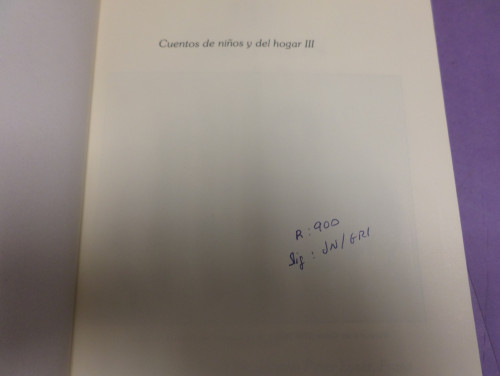 Cuentos de niños y del hogar III
R: 900
Sig: JN/GRI